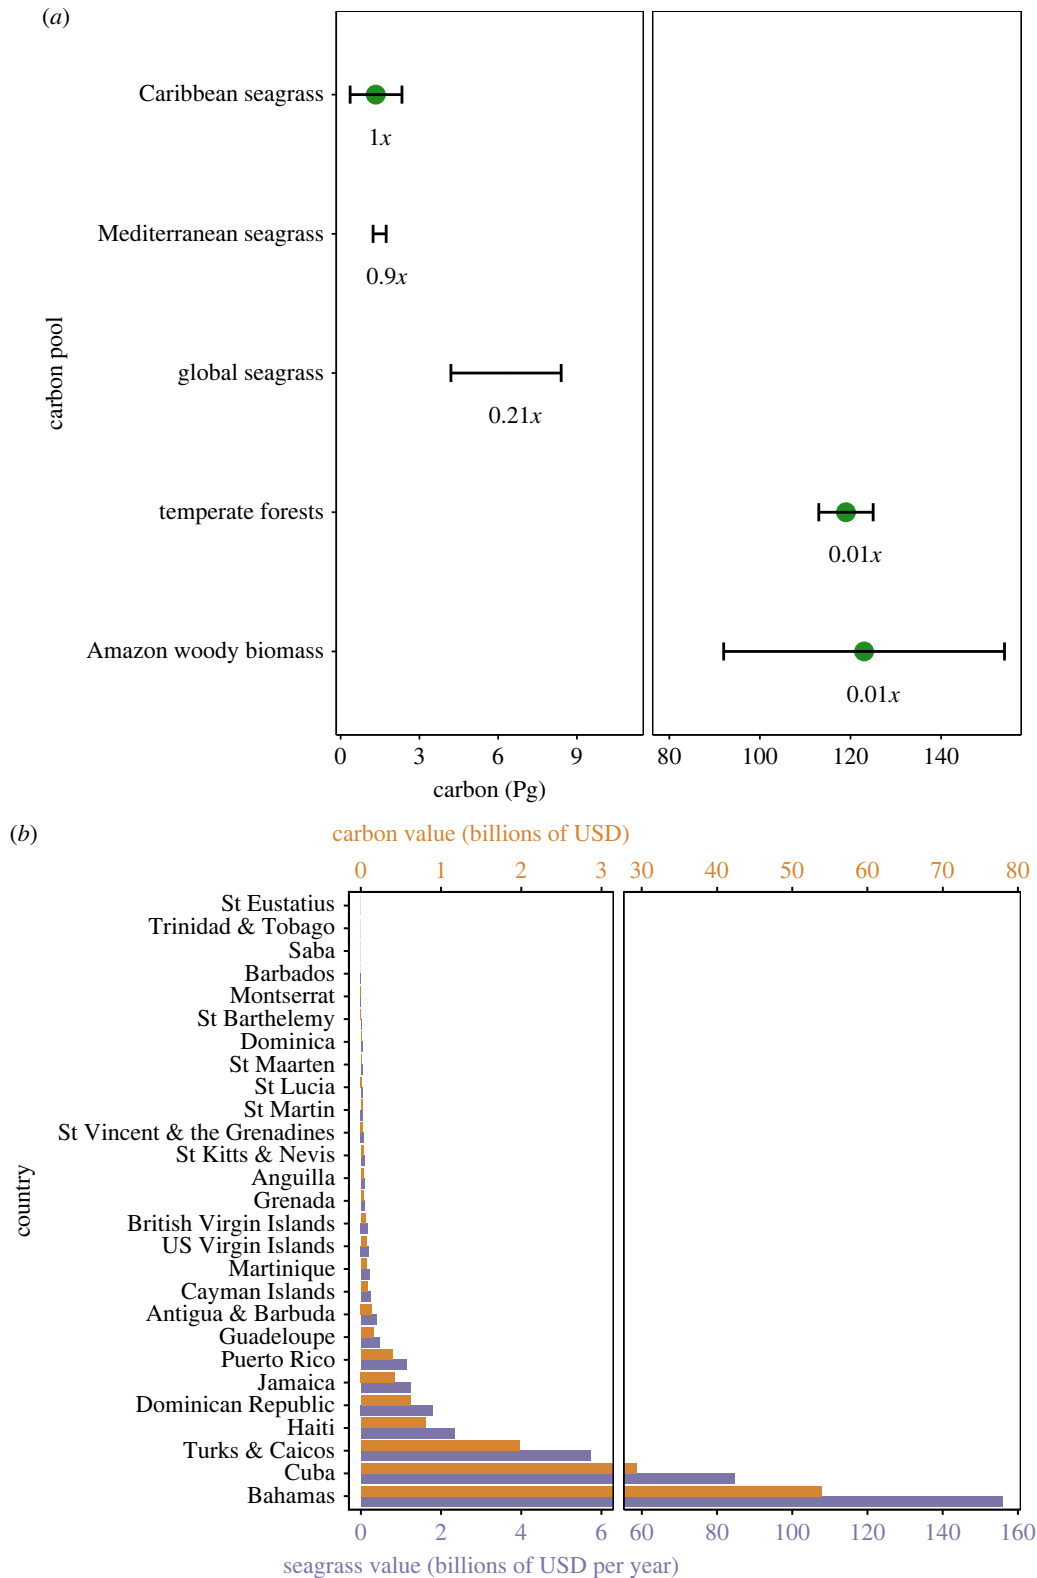 (a)
Caribbean seagrass
1x
Mediterranean seagrass
0.9x
carbon pool
global seagrass
0.21x
temperate forests
0.01x
Amazon woody biomass
0.01x
0 3 6 9 80 100 120 140
carbon (Pg)
(b)
carbon value (billions of USD)
0 1 2 3 30 40 50 60 70 80
St Eustatius
Trinidad & Tobago
Saba
Barbados
Montserrat
St Barthelemy
Dominica
St Maarten
St Lucia
St Martin
St Vincent & the Grenadines
St Kitts & Nevis
Anguilla
country
Grenada
British Virgin Islands
US Virgin Islands
Martinique
Cayman Islands
Antigua & Barbuda
Guadeloupe
Puerto Rico
Jamaica
Dominican Republic
Haiti
Turks & Caicos
Cuba
Bahamas
0 2 4 6 60 80 100 120 140 160
seagrass value (billions of USD per year)